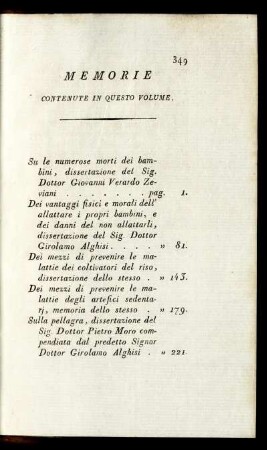 349
MEMORIE
CONTENUTE IN QUESTO VOLUME.
Su le numerose morti dei bam-
bini, dissertazione del Sig.
Dottor Giovanni Verardo Ze-
viani . . . . . . . pag. 1.
Dei vantaggi fisici e morali dell'
allattare i propri bambini, e
dei danni del non allattarli,
dissertazione del Sig. Dottor
Girolamo Alghisi . . . . » 81.
Dei mezzi di prevenire le ma-
lattie dei coltivatori del riso,
dissertazione dello stesso . » 143.
Dei mezzi di prevenire le ma-
lattie degli artefici sedenta-
rj, memoria dello stesso . » 179.
Sulla pellagra, dissertazione del
Sig. Dottor Pietro Moro com-
pendiata dal predetto Signor
Dottor Girolamo Alghisi . » 221